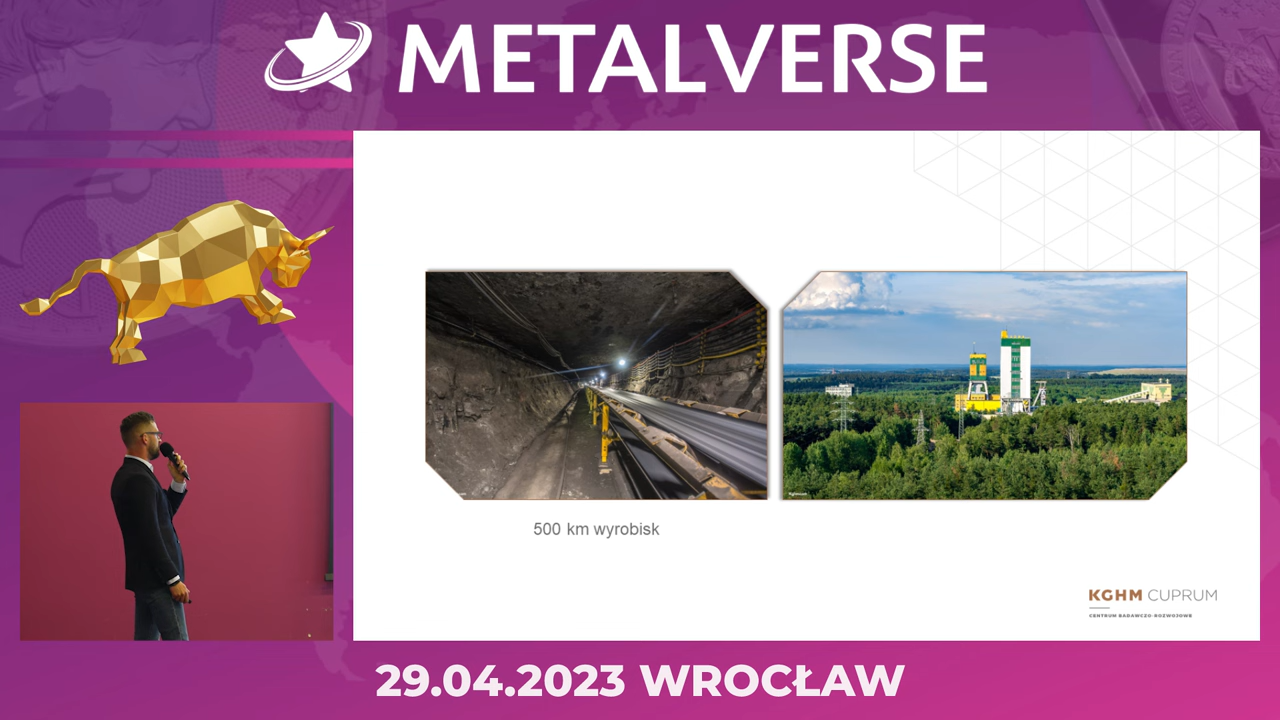 METALVERSE
500 km wyrobisk
KGHM CUPRUM
CENTRUM BADAWCZO-ROZWOJOWE
29.04.2023 WROCŁAW